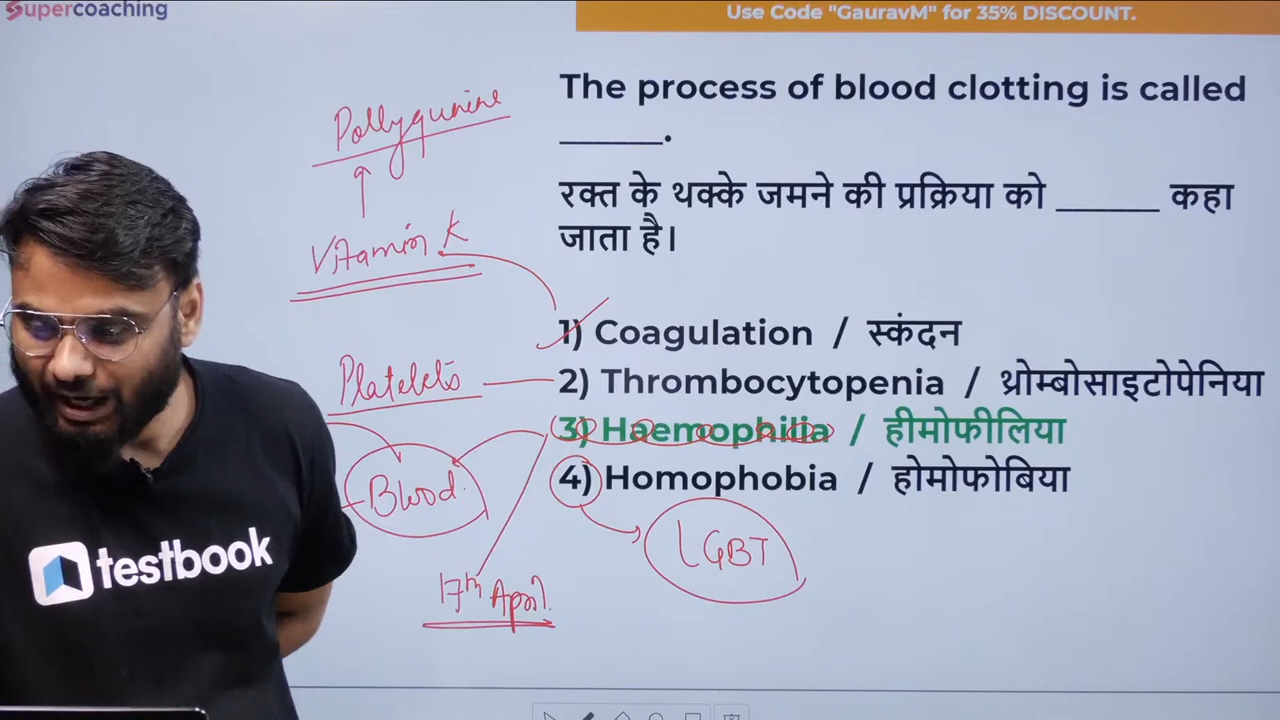 Supercoaching
Use Code "GauravM" for 35% DISCOUNT.
The process of blood clotting is called
______.
रक्त के थक्के जमने की प्रक्रिया को ______ कहा
जाता है।
Pollyqunine
Vitamin K
1) Coagulation / स्कंदन
Platelets
2) Thrombocytopenia / थ्रोम्बोसाइटोपेनिया
3) Haemophilia / हीमोफीलिया
4) Homophobia / होमोफोबिया
Blood
LGBT
17th April
testbook